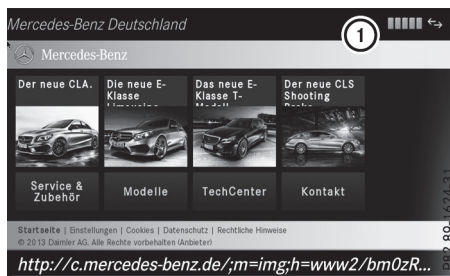 Mercedes-Benz Deutschland
1
Mercedes-Benz
Der neue CLA.
Die neue E-
Klasse
Limousine
Das neue E-
Klasse T-
Modell
Der neue CLS
Shooting
Brake
Service &
Zubehör
Modelle
TechCenter
Kontakt
Startseite | Einstellungen | Cookies | Datenschutz | Rechtliche Hinweise
© 2013 Daimler AG. Alle Rechte vorbehalten (Anbieter)
http://c.mercedes-benz.de/;m=img;h=www2/bm0zR...
P82.89-1624-31